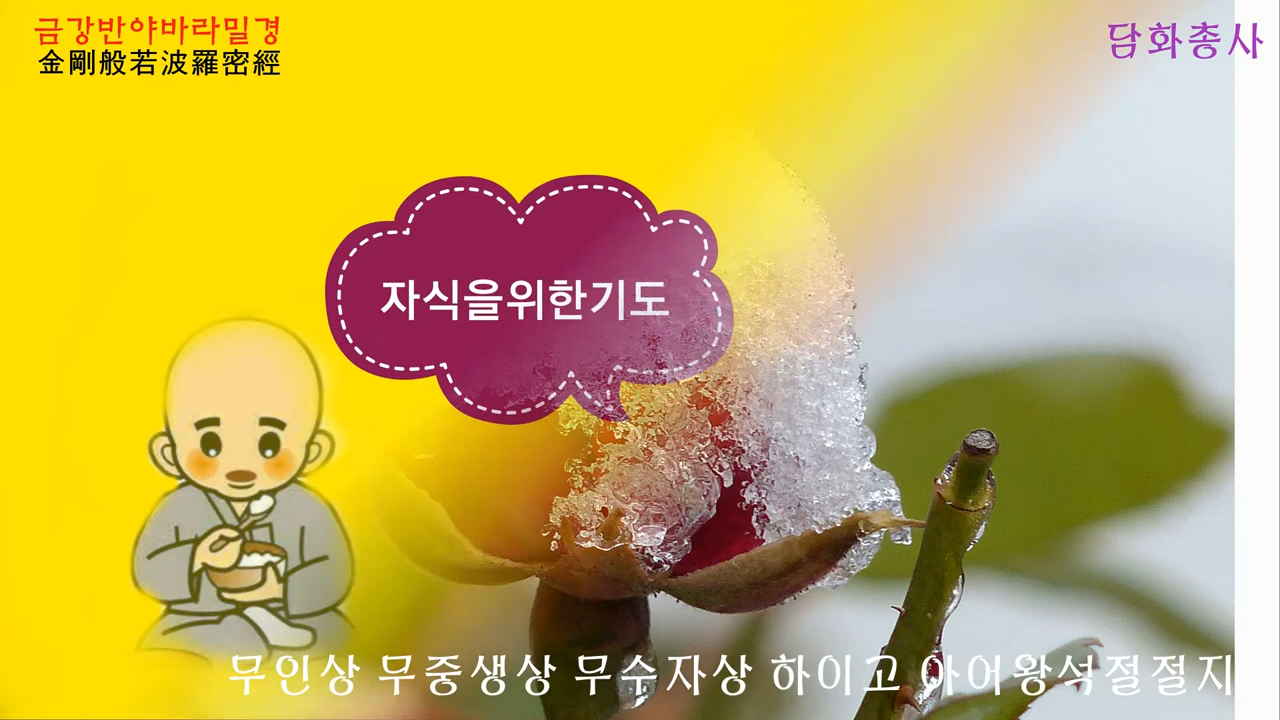 금강반야바라밀경
金剛般若波羅密經
담화총사
자식을위한기도
무인상 무중생상 무수자상 하이고 아어왕석절절지